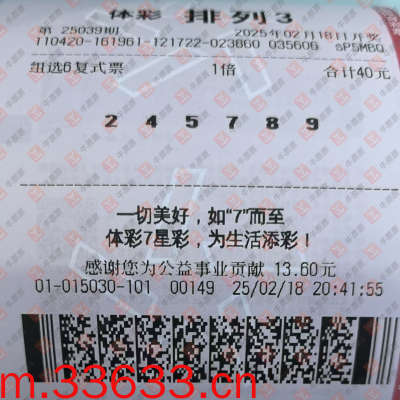 体彩 排列3
第 25039期 2025年02月18日开奖
110420-161961-121722-023860 035606 sP5MBQ
组选6复式票 1倍 合计40元
2 4 5 7 8 9
一切美好，如“7”而至
体彩7星彩，为生活添彩！
感谢您为公益事业贡献 13.60元
01-015030-101 00149 25/02/18 20:41:55
m.33633.cn